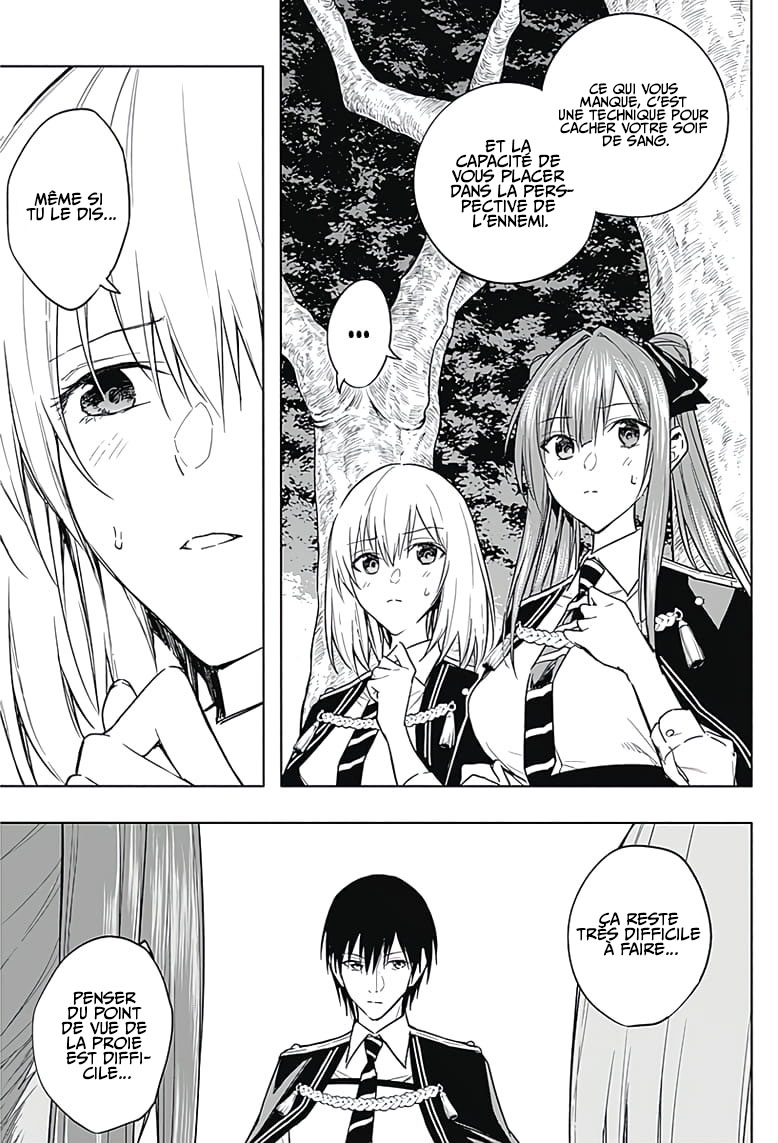 CE QUI VOUS
MANQUE, C'EST
UNE TECHNIQUE POUR
CACHER VOTRE SOIF
DE SANG.
ET LA
CAPACITÉ DE
VOUS PLACER
DANS LA PERS-
PECTIVE DE
L'ENNEMI.
...
MÊME SI
TU LE DIS...
ÇA RESTE
TRÈS DIFFICILE
À FAIRE...
PENSER
DU POINT
DE VUE DE
LA PROIE
EST DIFFI-
CILE...